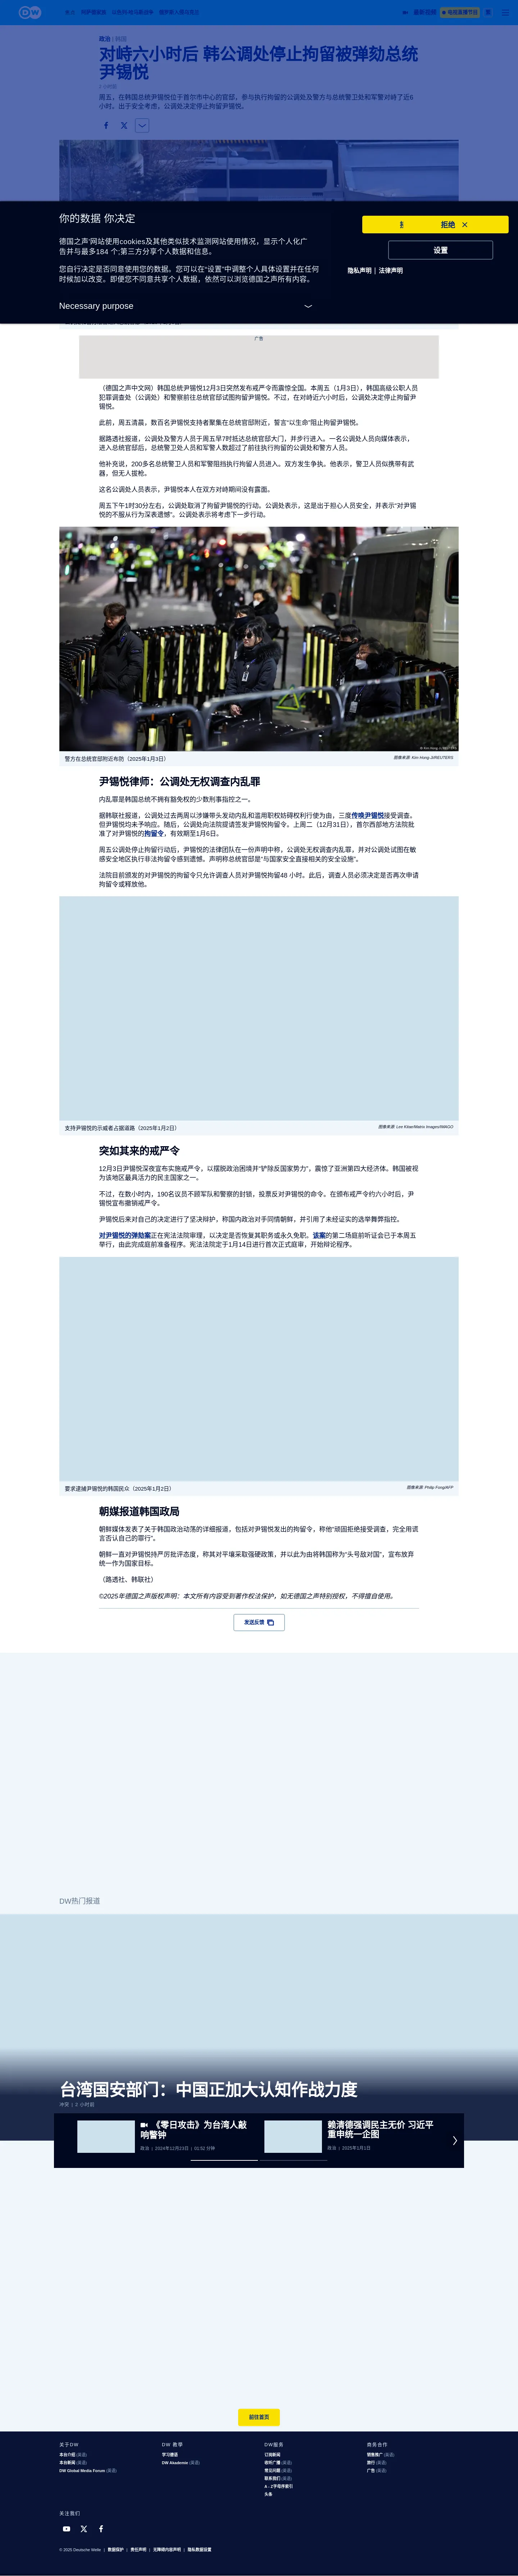 对峙六小时后 韩公调处停止拘留被弹劾总统
尹锡悦
周五，在韩国总统尹锡悦位于首尔市中心的官邸，参与执行拘留的公调处及警方与总统警卫处和军警对峙了近6
小时。出于安全考虑，公调处决定停止拘留尹锡悦。
你的数据 你决定
德国之声'网站使用cookies及其他类似技术监测网站使用情况，显示个人化广
告并与最多184 个;第三方分享个人数据和信息。
您自行决定是否同意使用您的数据。您可以在"设置"中调整个人具体设置并在任何
时候加以改变。即便您不同意共享个人数据，依然可以浏览德国之声所有内容。
Necessary purpose
拒绝
设置
隐私声明 | 法律声明
广告
（德国之声中文网）韩国总统尹锡悦12月3日突然发布戒严令而震惊全国。本周五（1月3日），韩国高级公职人员
犯罪调查处（公调处）和警察前往总统官邸试图拘留尹锡悦。不过，在对峙近六小时后，公调处决定停止拘留尹
锡悦。
此前，周五清晨，数百名尹锡悦支持者聚集在总统官邸附近，誓言“以生命”阻止拘留尹锡悦。
据路透社报道，公调处及警方人员于周五早7时抵达总统官邸大门，并步行进入。一名公调处人员向媒体表示，
进入总统官邸后，总统警卫处人员和军警人数超过了前往执行拘留的公调处和警方人员。
他补充说，200多名总统警卫人员和军警阻挡执行拘留人员进入。双方发生争执。他表示，警卫人员似携带有武
器，但无人拔枪。
这名公调处人员表示，尹锡悦本人在双方对峙期间没有露面。
周五下午1时30分左右，公调处取消了拘留尹锡悦的行动。公调处表示，这是出于担心人员安全，并表示“对尹锡
悦的不服从行为深表遗憾”。公调处表示将考虑下一步行动。
警方在总统官邸附近布防（2025年1月3日）
图像来源: Kim Hong-Ji/REUTERS
尹锡悦律师：公调处无权调查内乱罪
内乱罪是韩国总统不拥有豁免权的少数刑事指控之一。
据韩联社报道，公调处过去两周以涉嫌带头发动内乱和滥用职权妨碍权利行使为由，三度传唤尹锡悦接受调查。
但尹锡悦均未予响应。随后，公调处向法院提请签发拘留尹锡悦拘留令。上周二（12月31日），首尔西部地方法院批
准了对尹锡悦的拘留令，有效期至1月6日。
周五公调处停止拘留行动后，尹锡悦的法律团队在一份声明中称，公调处无权调查内乱罪，并对公调处试图在敏
感安全地区执行非法拘留令感到遗憾。声明称总统官邸是“与国家安全直接相关的安全设施”。
法院目前颁发的对尹锡悦的拘留令只允许调查人员对尹锡悦拘留48 小时。此后，调查人员必须决定是否再次申请
拘留令或释放他。
支持尹锡悦的示威者占据道路（2025年1月2日）
图像来源: Lee Kitae/Matrix Images/IMAGO
突如其来的戒严令
12月3日尹锡悦深夜宣布实施戒严令，以摆脱政治困境并“铲除反国家势力”，震惊了亚洲第四大经济体。韩国被视
为该地区最具活力的民主国家之一。
不过，在数小时内，190名议员不顾军队和警察的封锁，投票反对尹锡悦的命令。在颁布戒严令约六小时后，尹
锡悦宣布撤销戒严令。
尹锡悦后来对自己的决定进行了坚决辩护，称国内政治对手同情朝鲜，并引用了未经证实的选举舞弊指控。
对尹锡悦的弹劾案正在宪法法院审理，以决定是否恢复其职务或永久免职。该案的第二场庭前听证会已于本周五
举行，由此完成庭前准备程序。宪法法院定于1月14日进行首次正式庭审，开始辩论程序。
要求逮捕尹锡悦的韩国民众（2025年1月2日）
图像来源: Philip Fong/AFP
朝媒报道韩国政局
朝鲜媒体发表了关于韩国政治动荡的详细报道，包括对尹锡悦发出的拘留令，称他“顽固拒绝接受调查，完全用谎
言否认自己的罪行”。
朝鲜一直对尹锡悦持严厉批评态度，称其对平壤采取强硬政策，并以此为由将韩国称为“头号敌对国”，宣布放弃
统一作为国家目标。
（路透社、韩联社）
©2025年德国之声版权声明：本文所有内容受到著作权法保护，如无德国之声特别授权，不得擅自使用。
发送反馈
DW热门报道
台湾国安部门：中国正加大认知作战力度
冲突 | 2 小时前
《零日攻击》为台湾人敲
响警钟
政治 | 2024年12月23日 | 01:52 分钟
赖清德强调民主无价 习近平
重申统一企图
政治 | 2025年1月1日
前往首页
关于DW
本台介绍 (英语)
本台新闻 (英语)
DW Global Media Forum (英语)
DW 教学
学习德语
DW Akademie (英语)
DW服务
订阅新闻
收听广播 (英语)
常见问题 (英语)
联系我们 (英语)
A - Z字母序索引
头条
商务合作
销售推广 (英语)
旅行 (英语)
广告 (英语)
关注我们
© 2025 Deutsche Welle | 数据保护 | 责任声明 | 无障碍内容声明 | 隐私数据设置